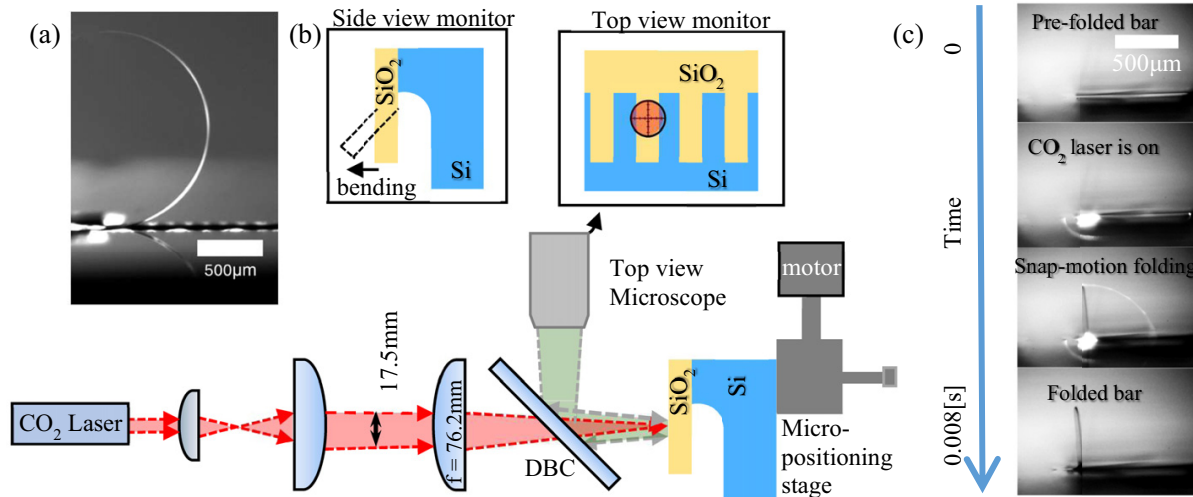 (a)
500μm
(b)
Side view monitor
SiO2
Si
bending
Top view monitor
SiO2
Si
Top view
Microscope
motor
17.5mm
CO2 Laser
f = 76.2mm
DBC
SiO2
Si
Micro-
positioning
stage
(c)
0
Time
0.008[s]
Pre-folded bar
500μm
CO2 laser is on
Snap-motion folding
Folded bar